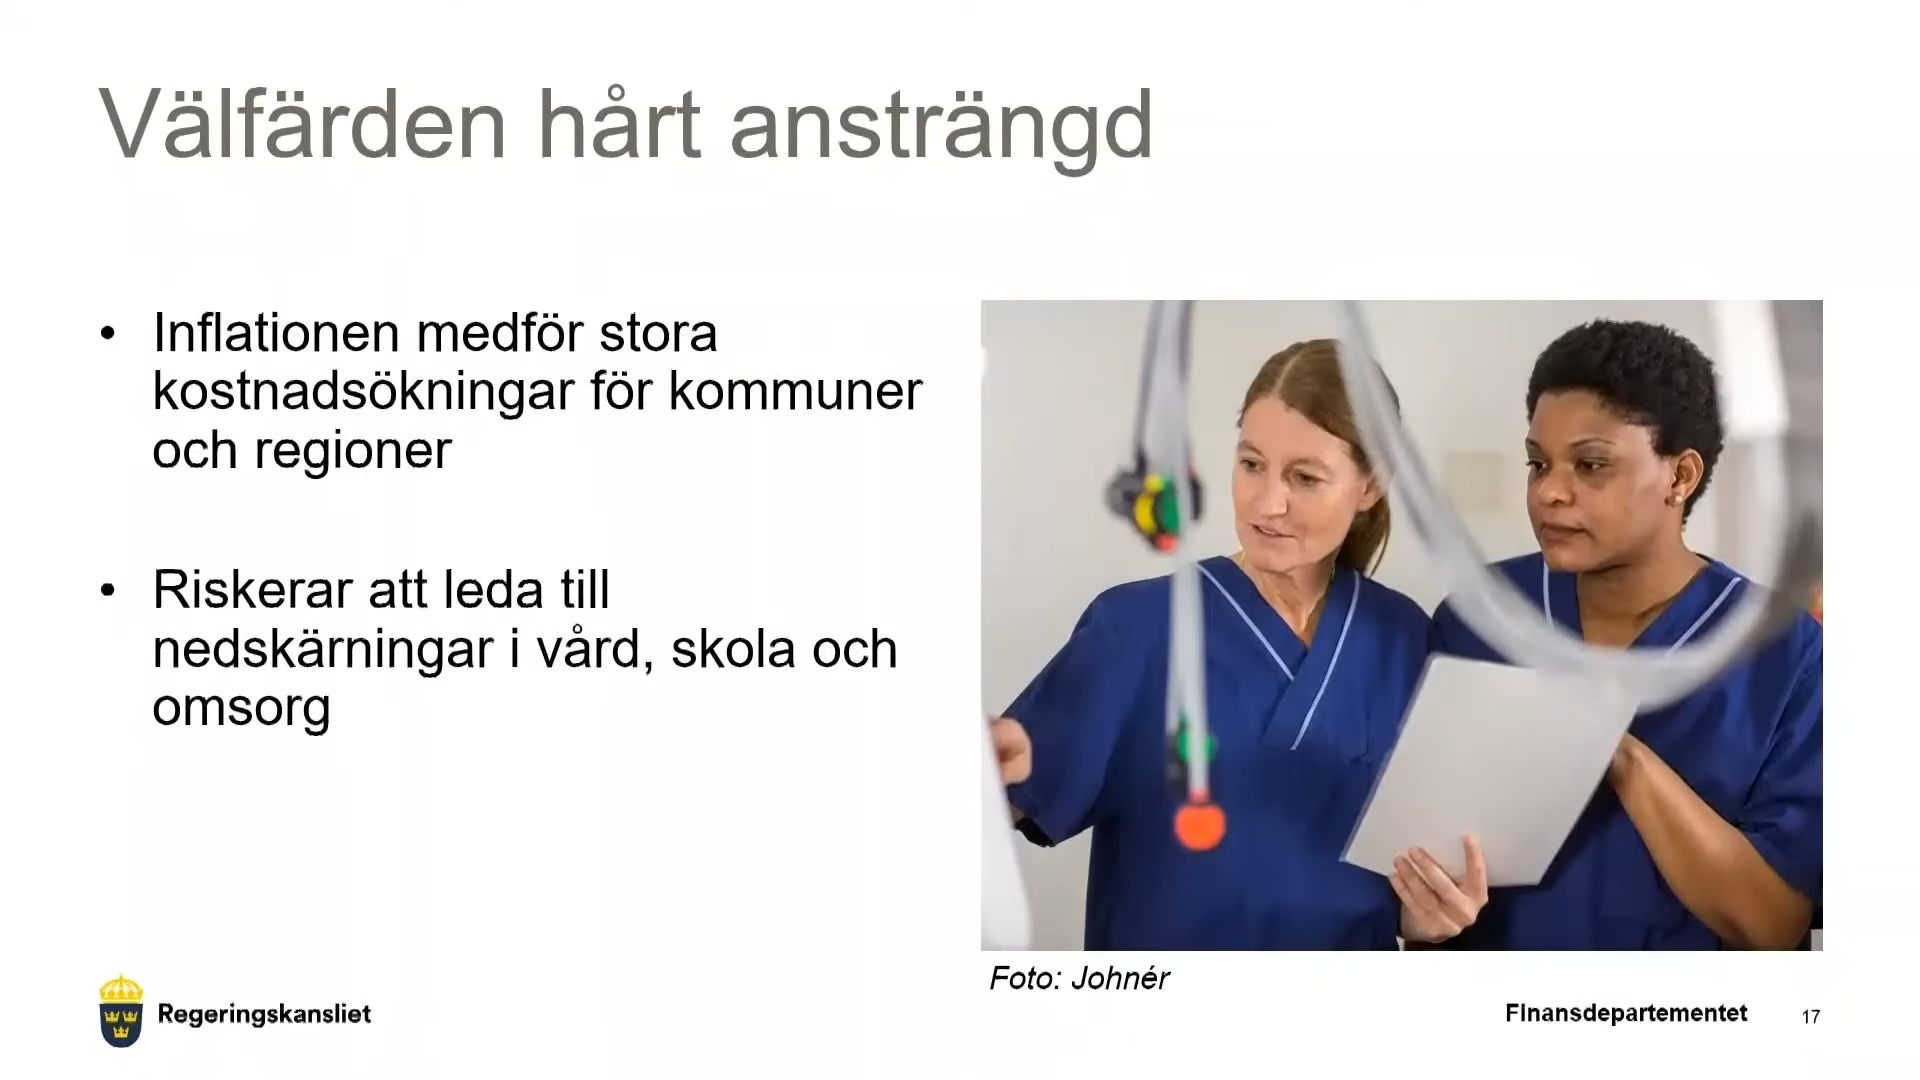 Välfärden hårt ansträngd
• Inflationen medför stora
kostnadsökningar för kommuner
och regioner
• Riskerar att leda till
nedskärningar i vård, skola och
omsorg
Foto: Johnér
Regeringskansliet
Finansdepartementet
17